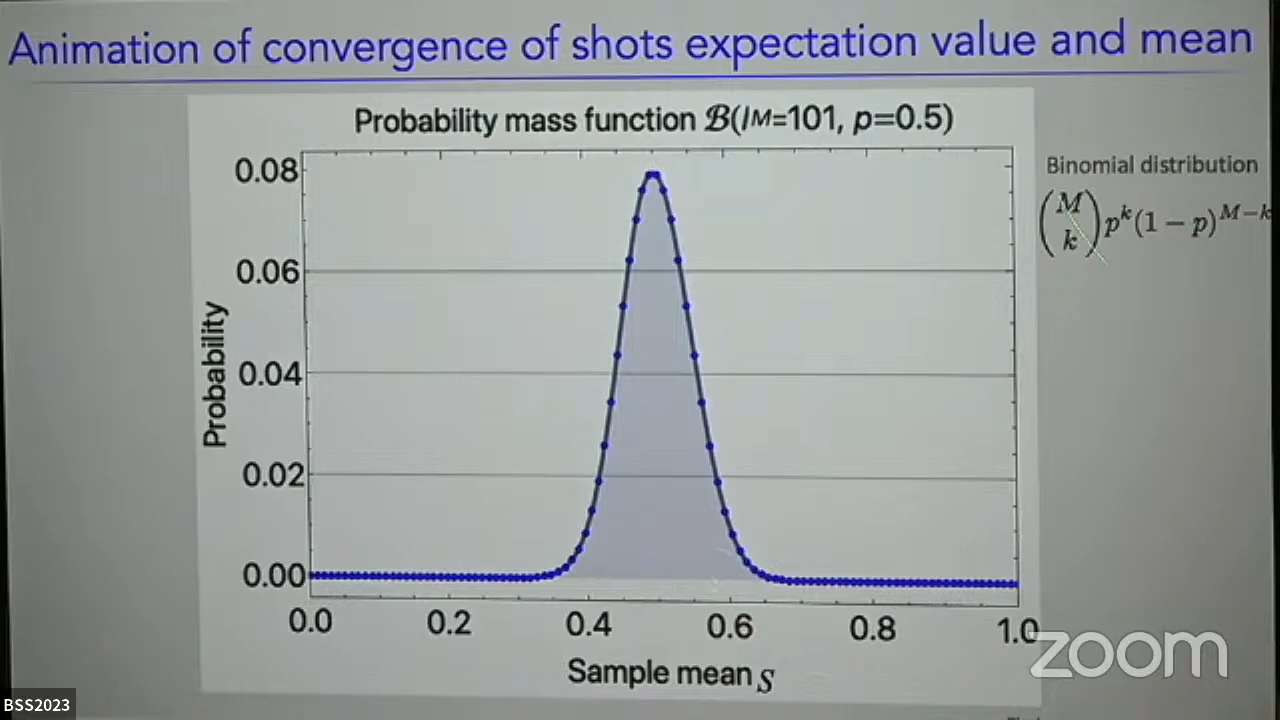 Animation of convergence of shots expectation value and mean
Probability mass function ℬ(/M=101, p=0.5)
Binomial distribution
(M k) p^k (1 − p)^{M−k}
0.08
0.06
0.04
0.02
0.00
Probability
0.0 0.2 0.4 0.6 0.8 1.0
Sample mean S
zoom
BSS2023